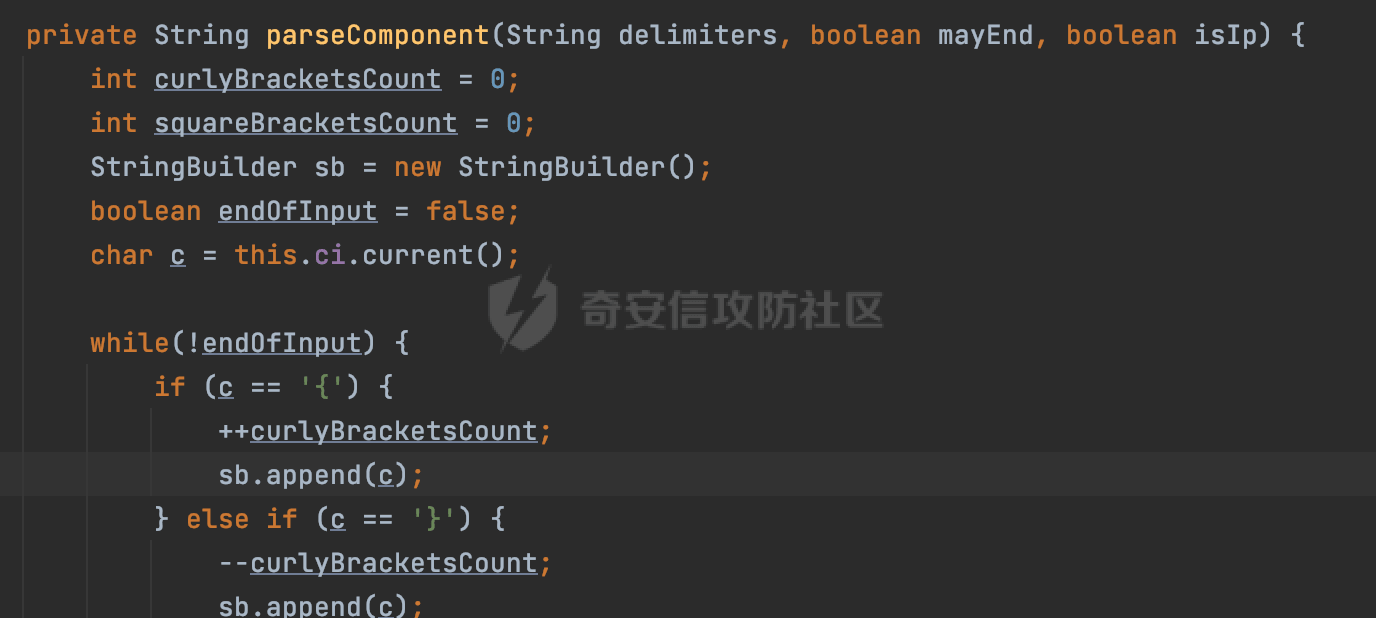 private String parseComponent(String delimiters, boolean mayEnd, boolean isIp) {
    int curlyBracketsCount = 0;
    int squareBracketsCount = 0;
    StringBuilder sb = new StringBuilder();
    boolean endOfInput = false;
    char c = this.ci.current();
奇安信攻防社区
    while(!endOfInput) {
        if (c == '{') {
            ++curlyBracketsCount;
            sb.append(c);
        } else if (c == '}') {
            --curlyBracketsCount;
            sb.append(c);